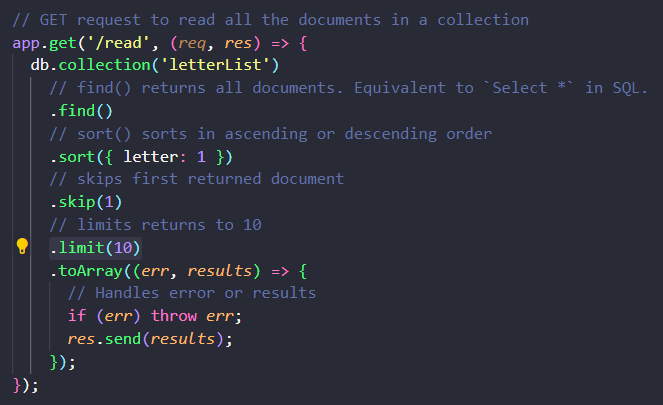 // GET request to read all the documents in a collection
app.get('/read', (req, res) => {
  db.collection('letterList')
    // find() returns all documents. Equivalent to `Select *` in SQL.
    .find()
    // sort() sorts in ascending or descending order
    .sort({ letter: 1 })
    // skips first returned document
    .skip(1)
    // limits returns to 10
    .limit(10)
    .toArray((err, results) => {
      // Handles error or results
      if (err) throw err;
      res.send(results);
    });
});